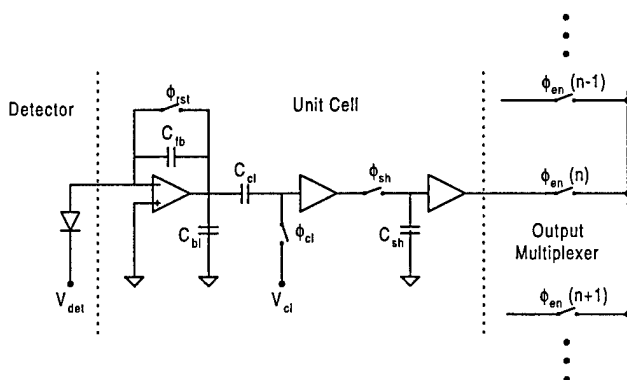 Detector
Unit Cell
ϕrst
Cfb
Ccl
Cbl
ϕcl
ϕsh
Csh
Vdet
Vcl
ϕen (n-1)
ϕen (n)
Output
Multiplexer
ϕen (n+1)